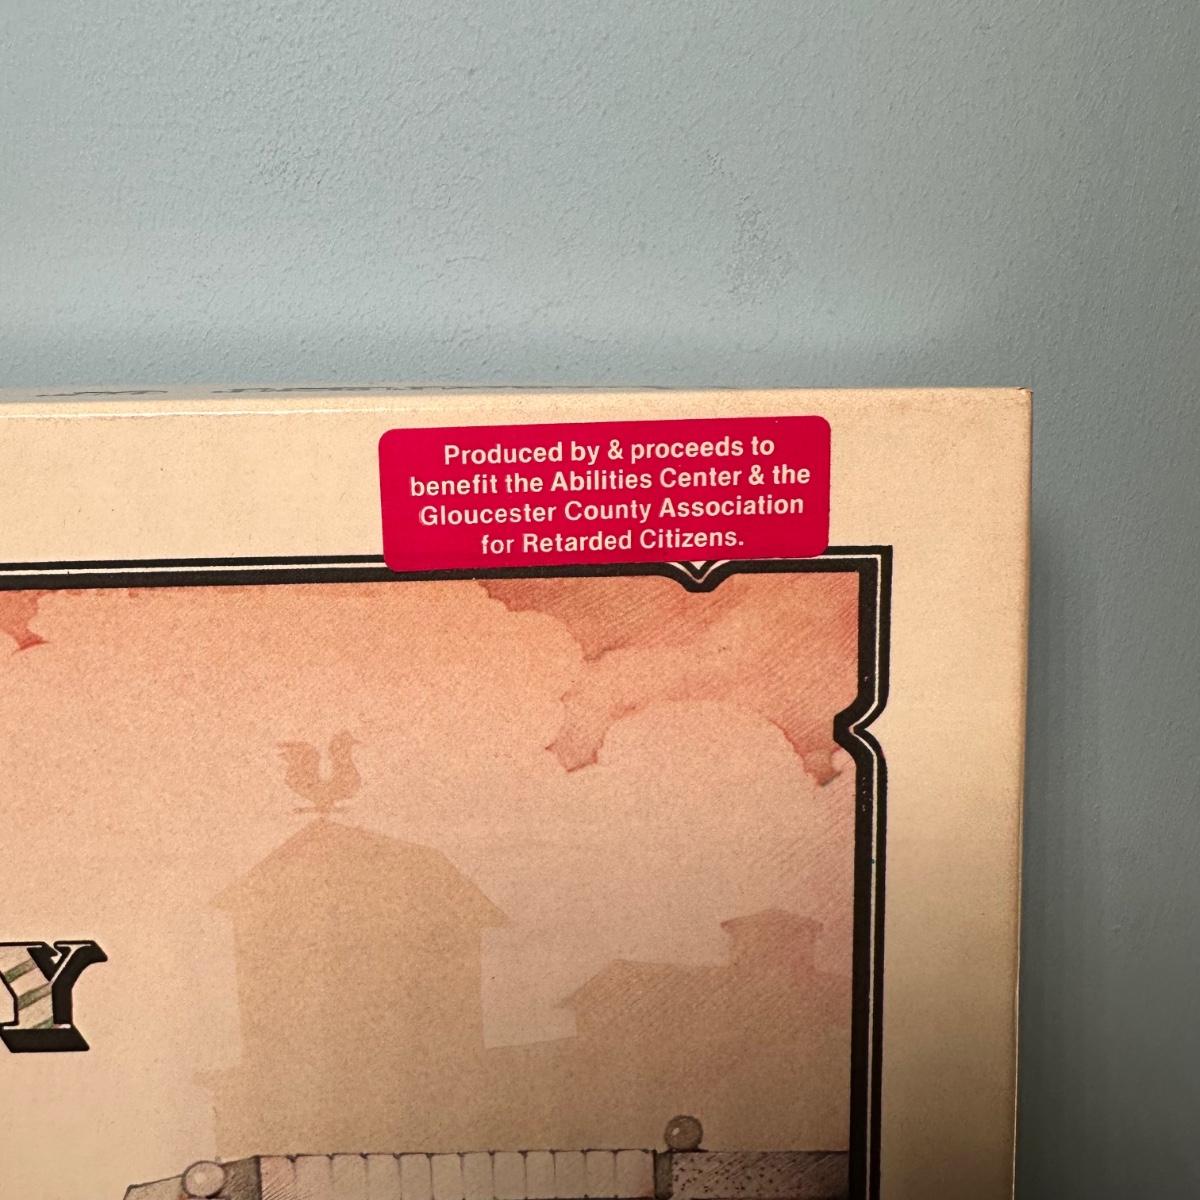 Produced by & proceeds to
benefit the Abilities Center & the
Gloucester County Association
for Retarded Citizens.
Y